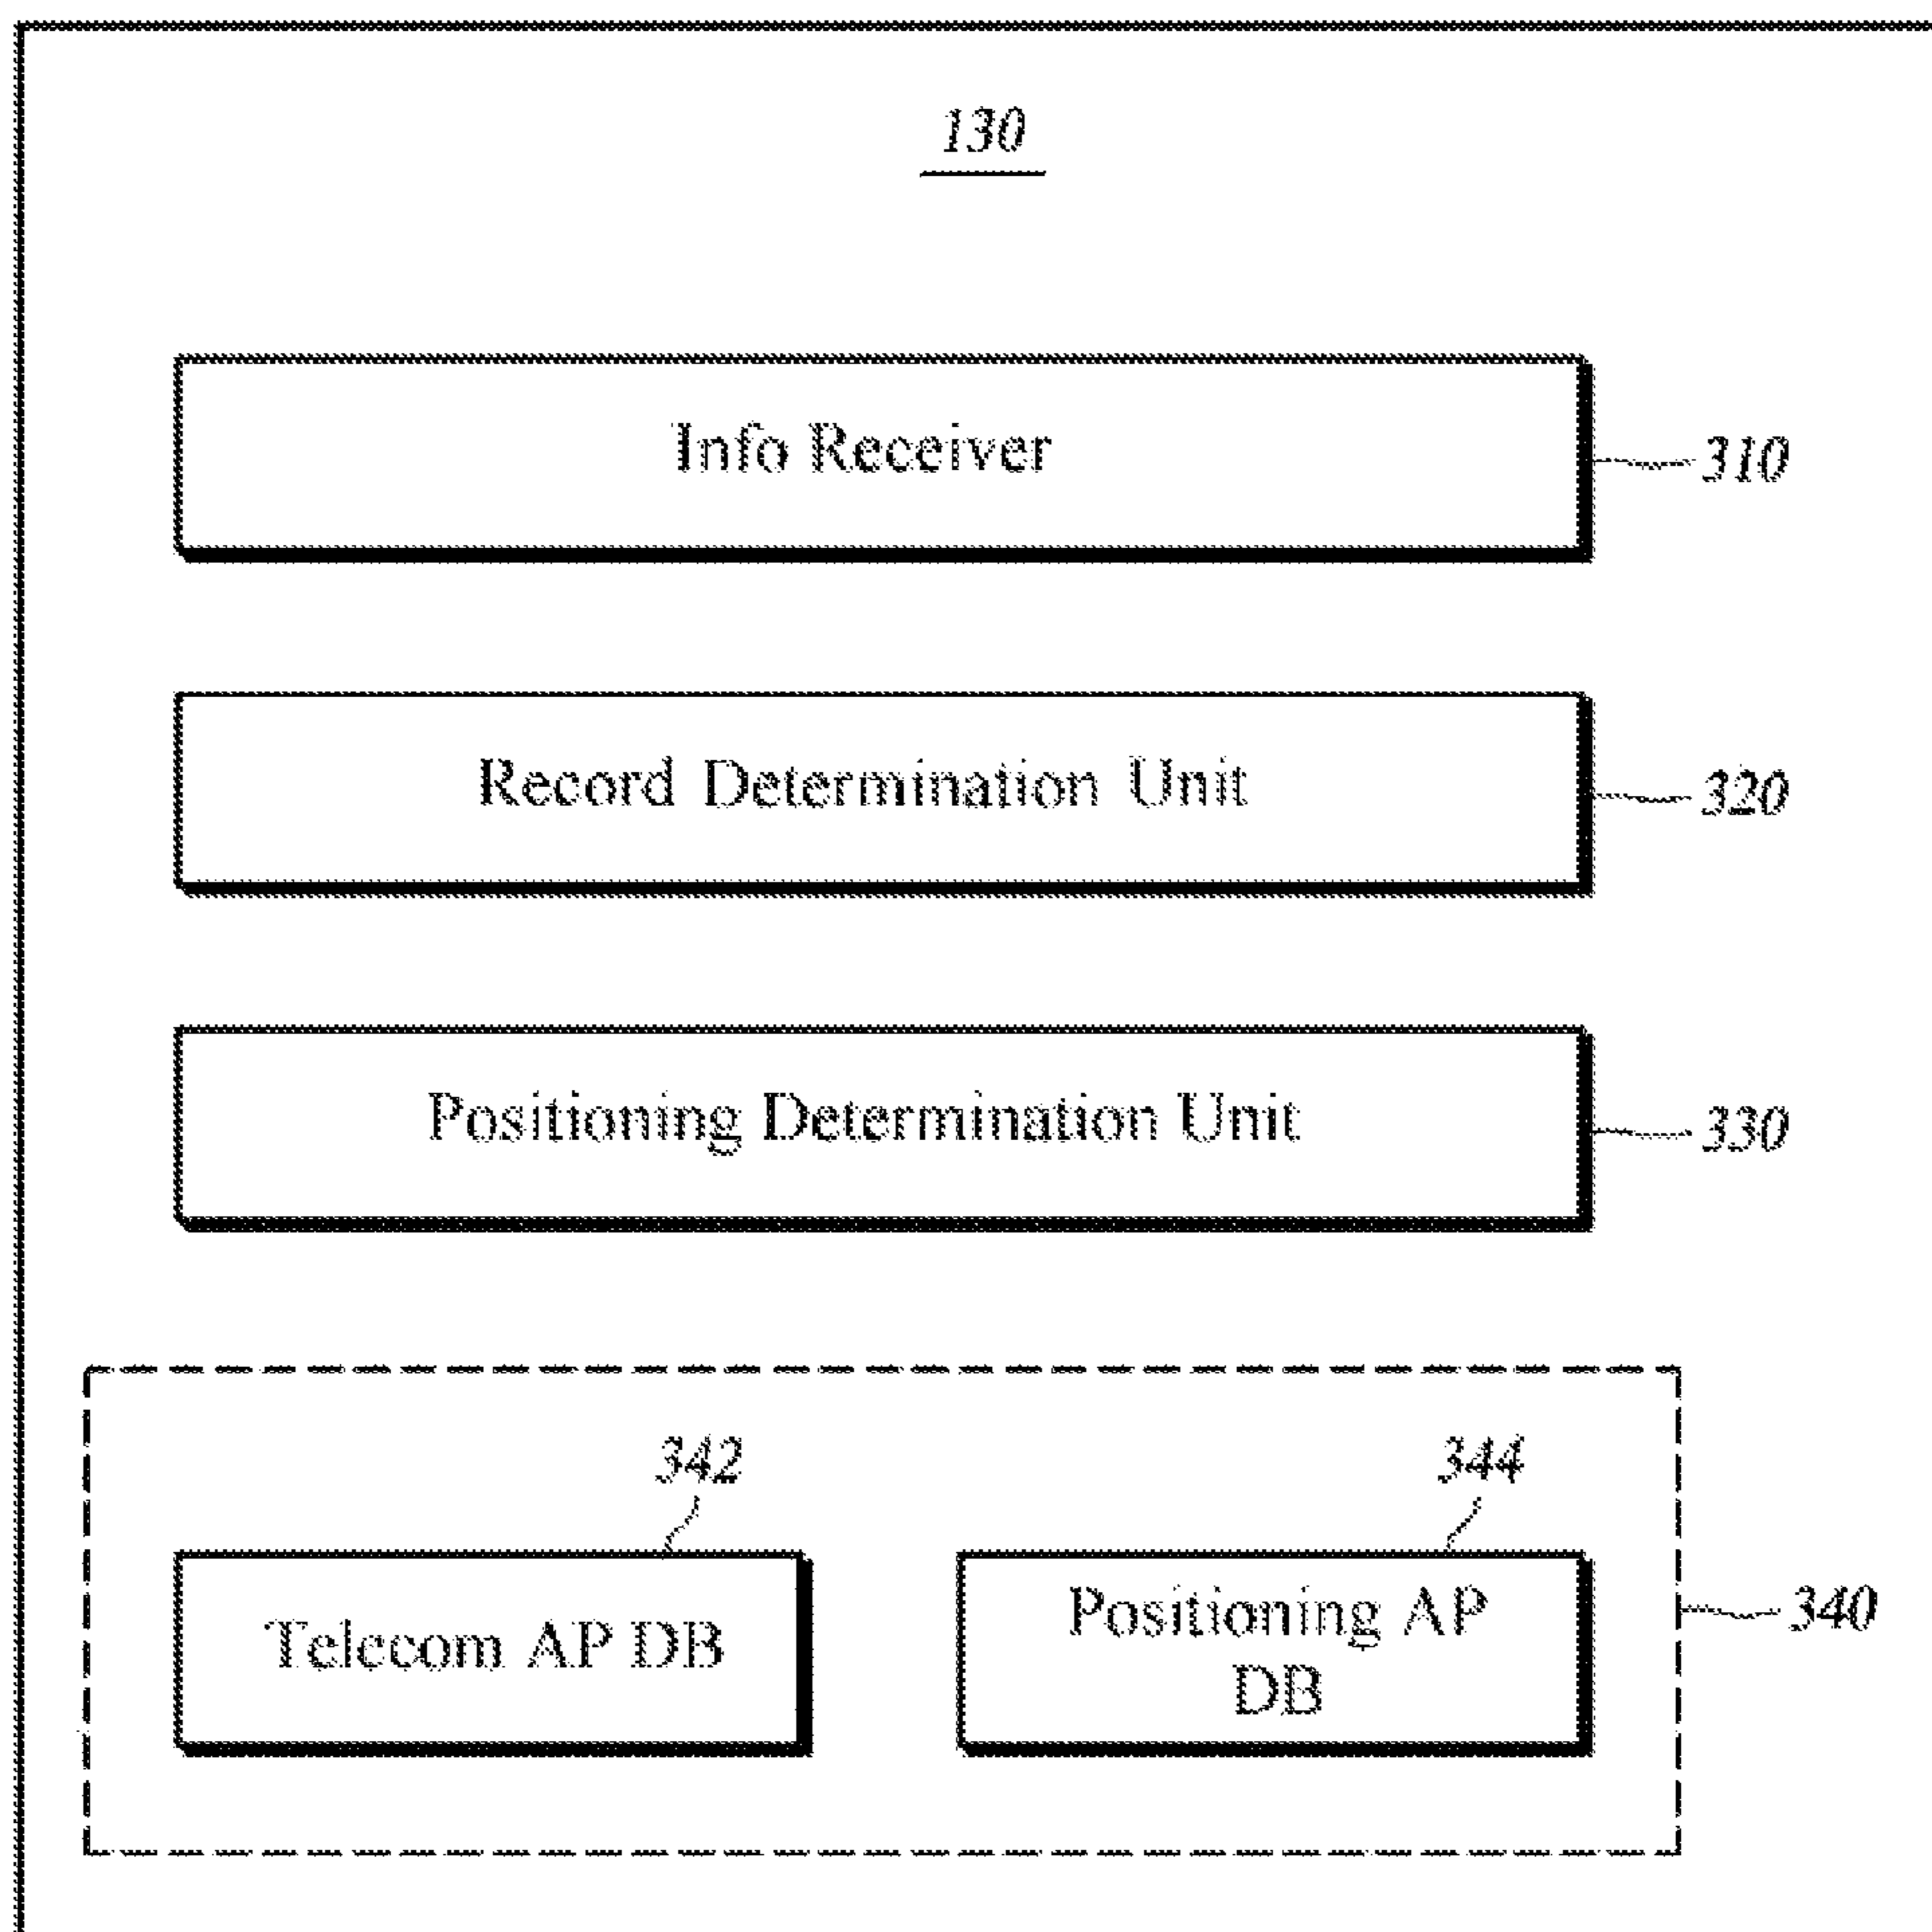 130
Info Receiver
310
Record Determination Unit
320
Positioning Determination Unit
330
342
344
Telecom AP DB
Positioning AP
DB
340